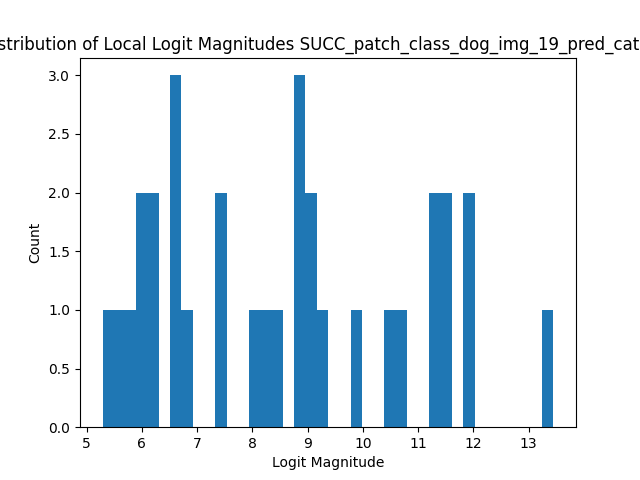 stribution of Local Logit Magnitudes SUCC_patch_class_dog_img_19_pred_cat
3.0
2.5
2.0
1.5
1.0
0.5
0.0
Count
5 6 7 8 9 10 11 12 13
Logit Magnitude